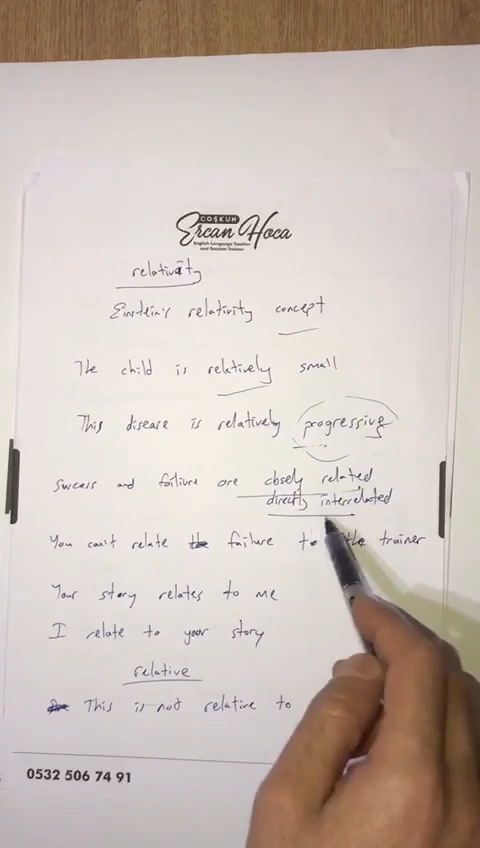 COŞKUN
Ercan Hoca
English Language Teacher
and Teacher Trainer
relativity
Einstein's relativity concept
The child is relatively small
This disease is relatively progressive
Success and failure are closely related
directly interrelated
You can't relate failure to the trainer
Your story relates to me
I relate to your story
relative
This is not relative to
0532 506 74 91